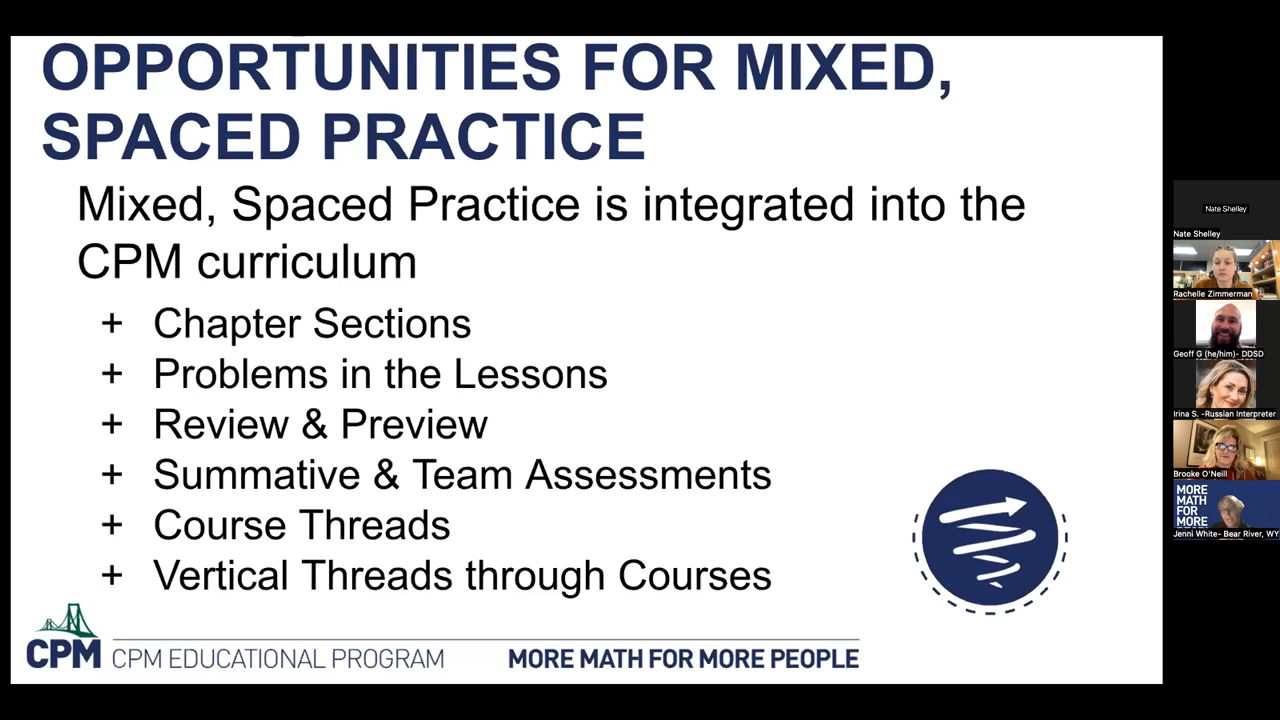 OPPORTUNITIES FOR MIXED,
SPACED PRACTICE
Mixed, Spaced Practice is integrated into the
CPM curriculum
+ Chapter Sections
+ Problems in the Lessons
+ Review & Preview
+ Summative & Team Assessments
+ Course Threads
+ Vertical Threads through Courses
CPM CPM EDUCATIONAL PROGRAM MORE MATH FOR MORE PEOPLE
Nate Shelley
Nate Shelley
Rachelle Zimmerman
Geoff G (he/him)- DDSD
Irina S. -Russian Interpreter
Brooke O'Neill
MORE
MATH
FOR
MORE
Jenni White- Bear River, WY